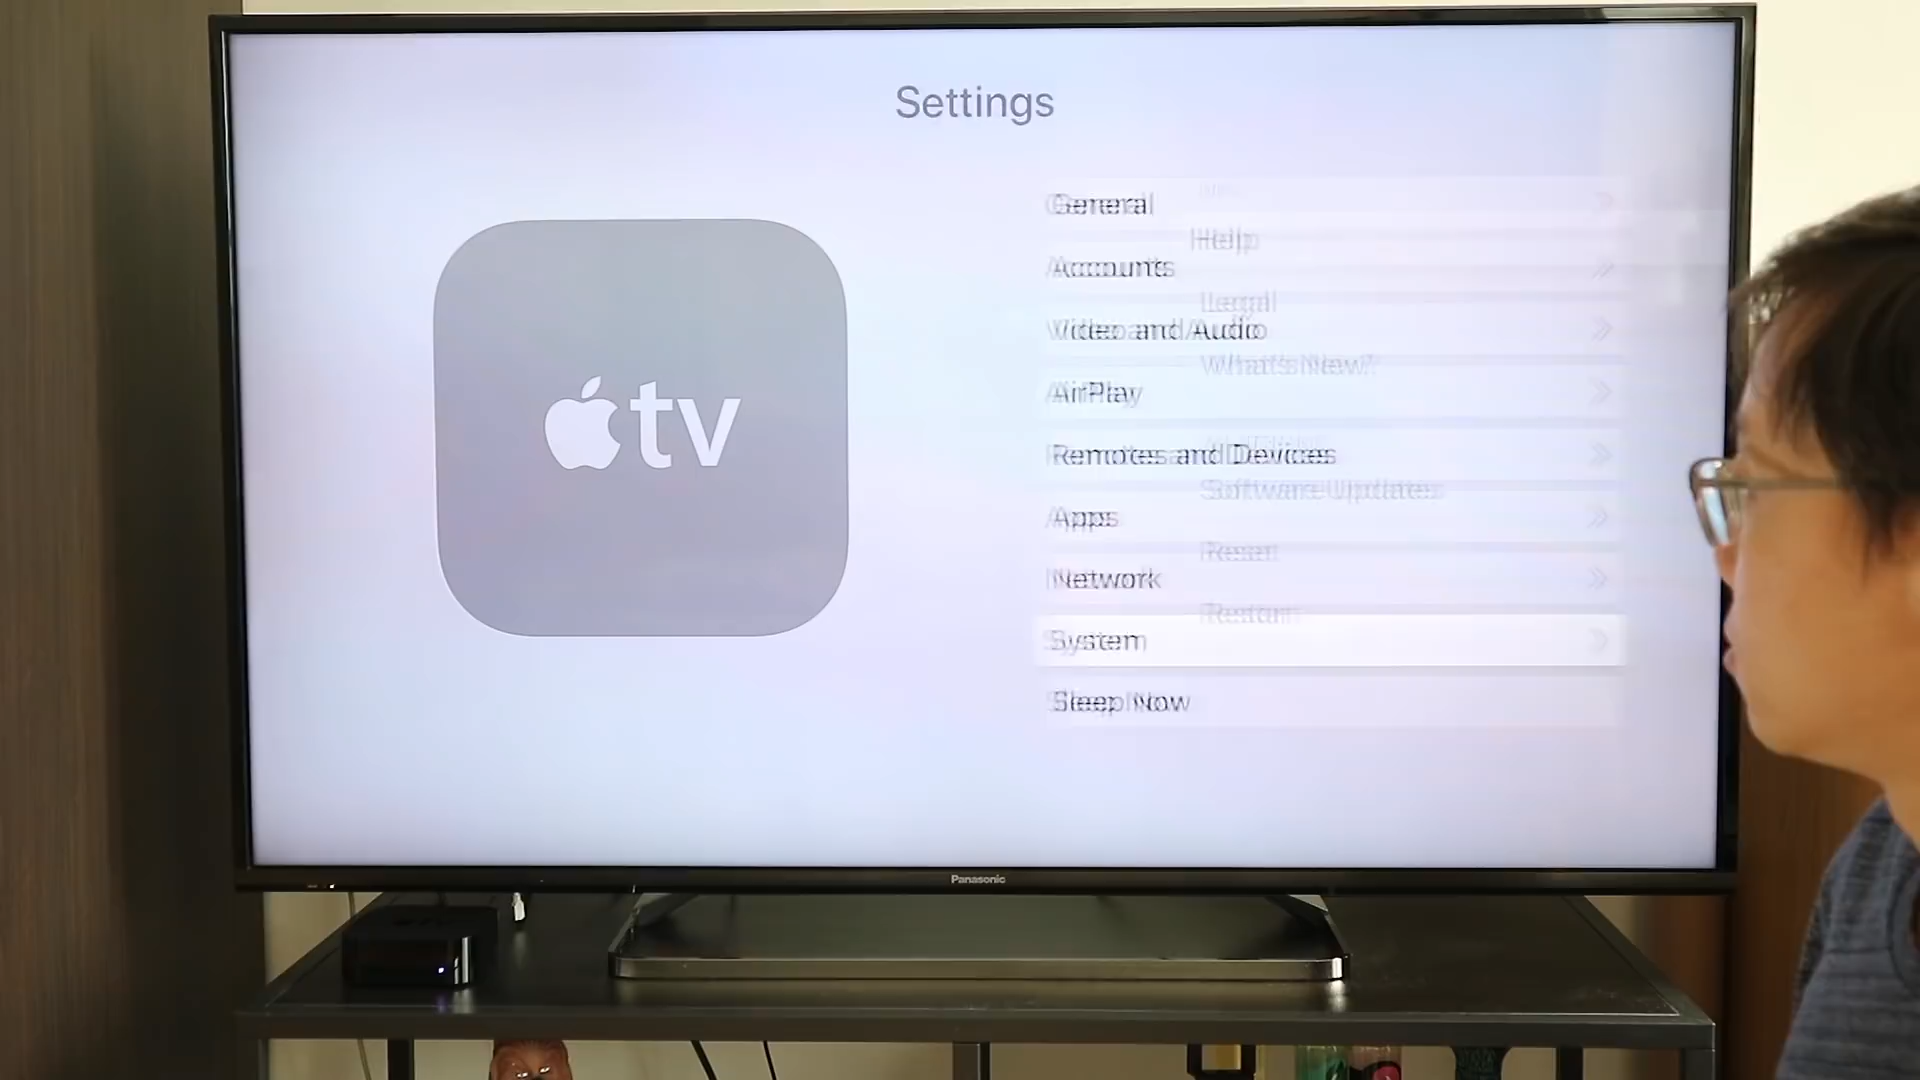 Settings
tv
General
Help
Accounts
Legal
Video and Audio
What's New?
AirPlay
Remotes and Devices
Software Updates
Apps
Reset
Network
Restart
System
Sleep Now
Panasonic